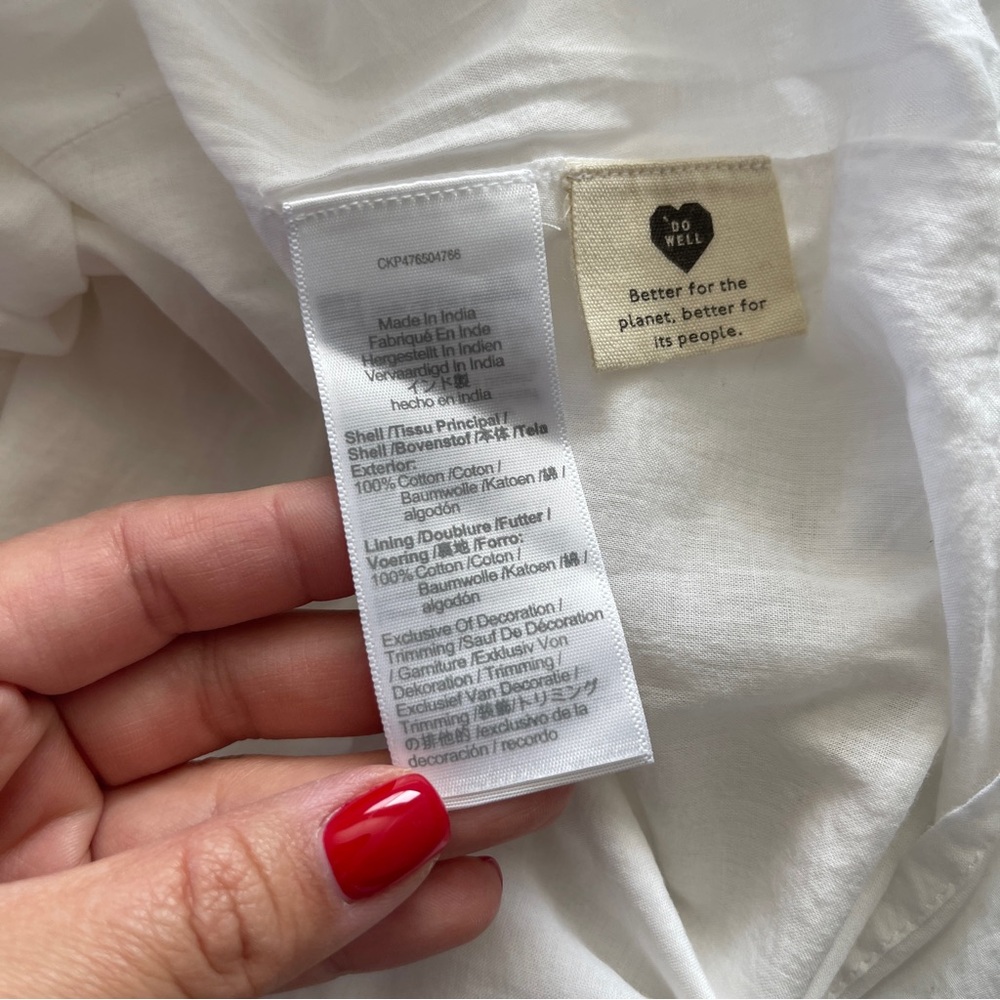 CKP476504766
Made In India
Fabriqué En Inde
Hergestellt In Indien
Vervaardigd In India
インド製
hecho en india
Shell /Tissu Principal /
Shell /Bovenstof /本体 /Tela
Exterior:
100% Cotton /Coton /
Baumwolle /Katoen /綿 /
algodón
Lining /Doublure /Futter /
Voering /裏地 /Forro:
100% Cotton /Coton /
Baumwolle /Katoen /綿 /
algodón
Exclusive Of Decoration /
Trimming /Sauf De Décoration
/ Garniture /Exklusiv Von
Dekoration / Trimming /
Exclusief Van Decoratie /
Trimming /装飾/トリミング
の排他的 /exclusivo de la
decoración / recordo
DO
WELL
Better for the
planet, better for
its people.